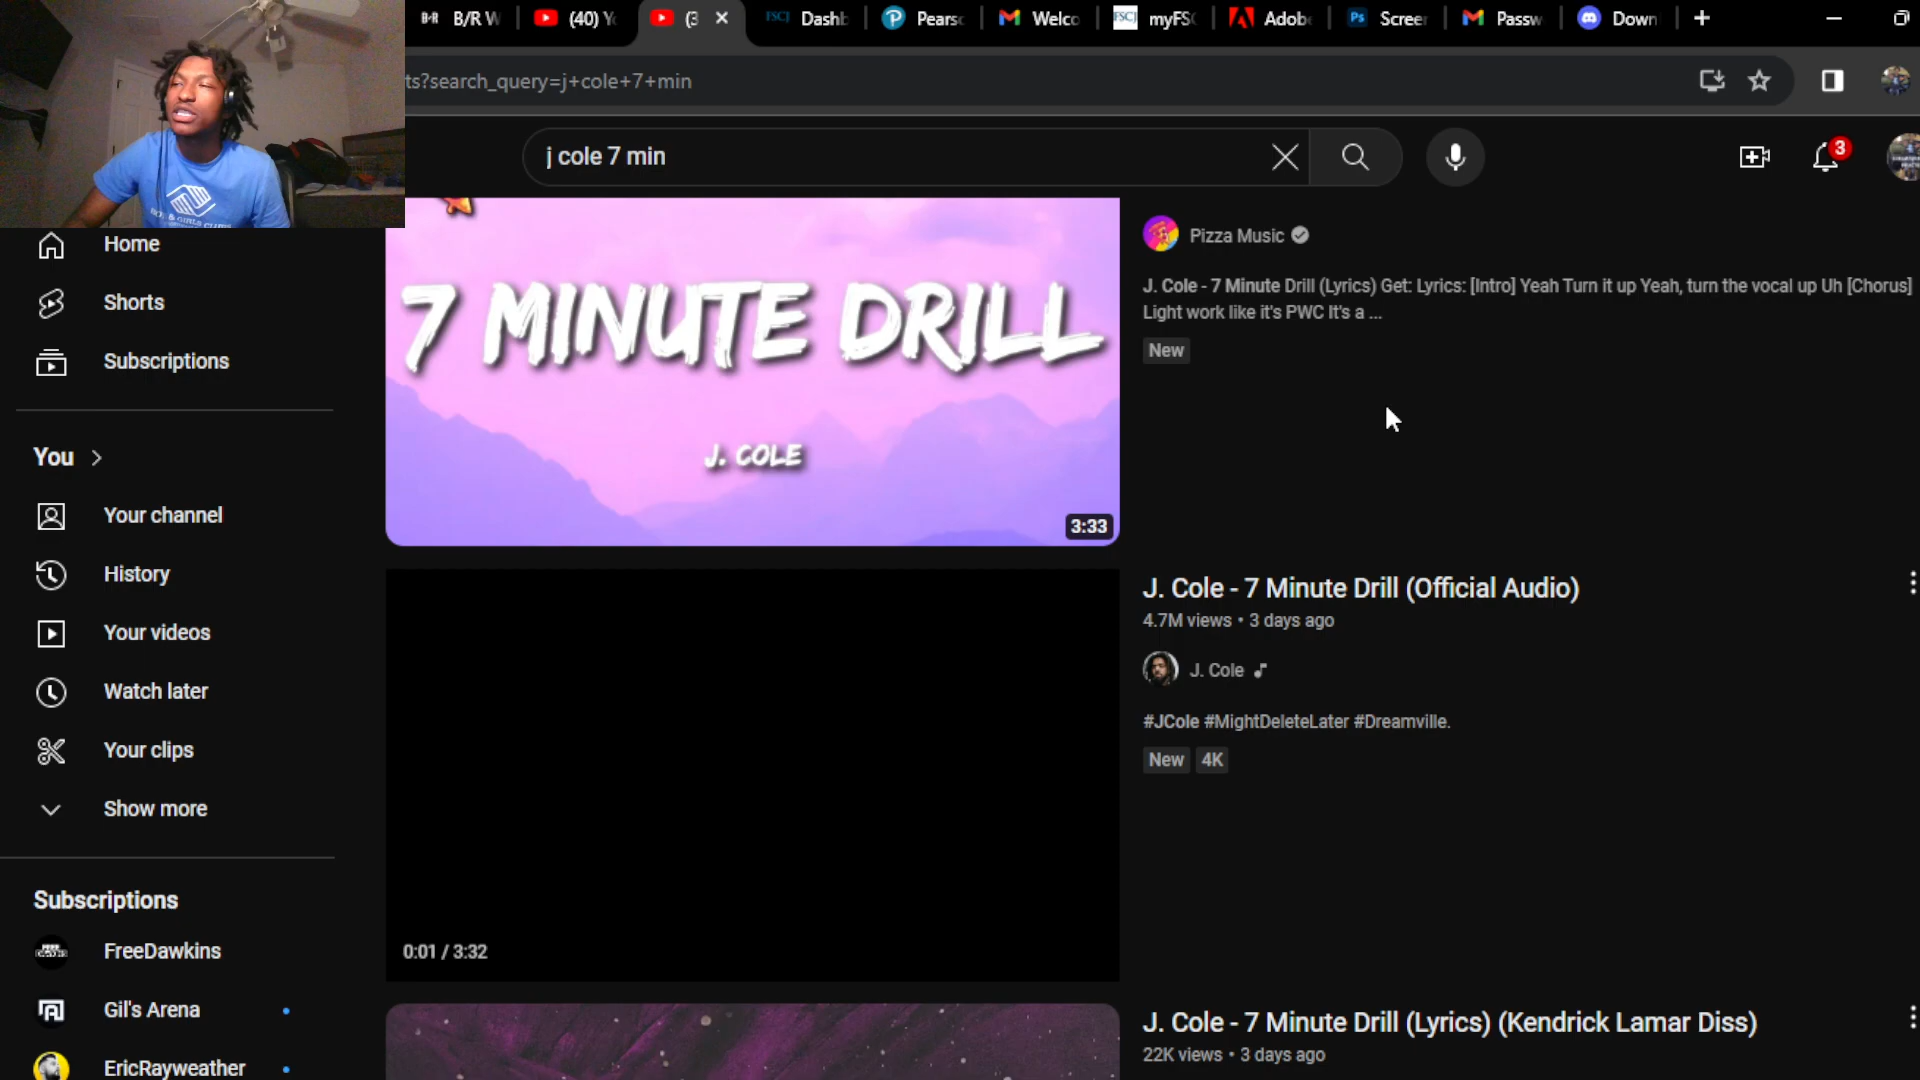 B/R W
(40) Y
(3
FSCJ
Dashb
Pearso
Welco
FSCJ
myFS
Adob
Ps
Scree
Passw
Down
ts?search_query=j+cole+7+min
j cole 7 min
3
Home
Shorts
Subscriptions
You
Your channel
History
Your videos
Watch later
Your clips
Show more
Subscriptions
FreeDawkins
Gil's Arena
EricRayweather
7 MINUTE DRILL
J. COLE
3:33
Pizza Music
J. Cole - 7 Minute Drill (Lyrics) Get: Lyrics: [Intro] Yeah Turn it up Yeah, turn the vocal up Uh [Chorus]
Light work like it's PWC It's a ...
New
0:01 / 3:32
J. Cole - 7 Minute Drill (Official Audio)
4.7M views • 3 days ago
J. Cole
#JCole #MightDeleteLater #Dreamville.
New
4K
J. Cole - 7 Minute Drill (Lyrics) (Kendrick Lamar Diss)
22K views • 3 days ago